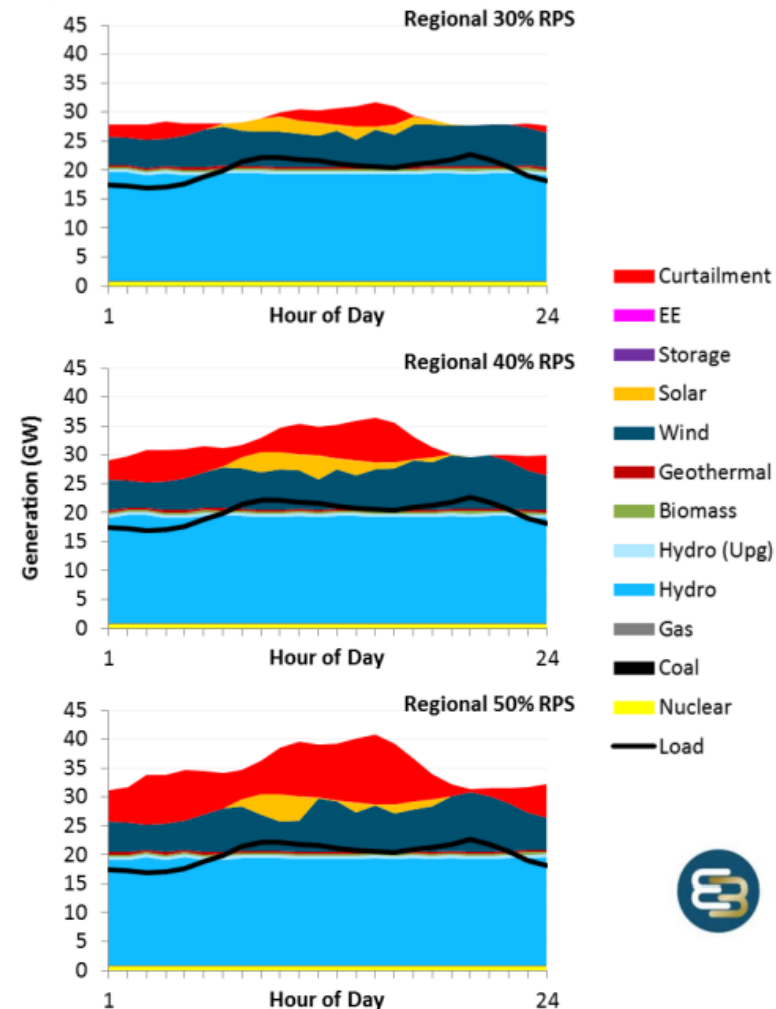 Regional 30% RPS
45
40
35
30
25
20
15
10
5
0
1
Hour of Day
24
Regional 40% RPS
45
40
35
30
25
20
15
10
5
0
1
Hour of Day
24
Regional 50% RPS
45
40
35
30
25
20
15
10
5
0
1
Hour of Day
24
Generation (GW)
Curtailment
EE
Storage
Solar
Wind
Geothermal
Biomass
Hydro (Upg)
Hydro
Gas
Coal
Nuclear
Load